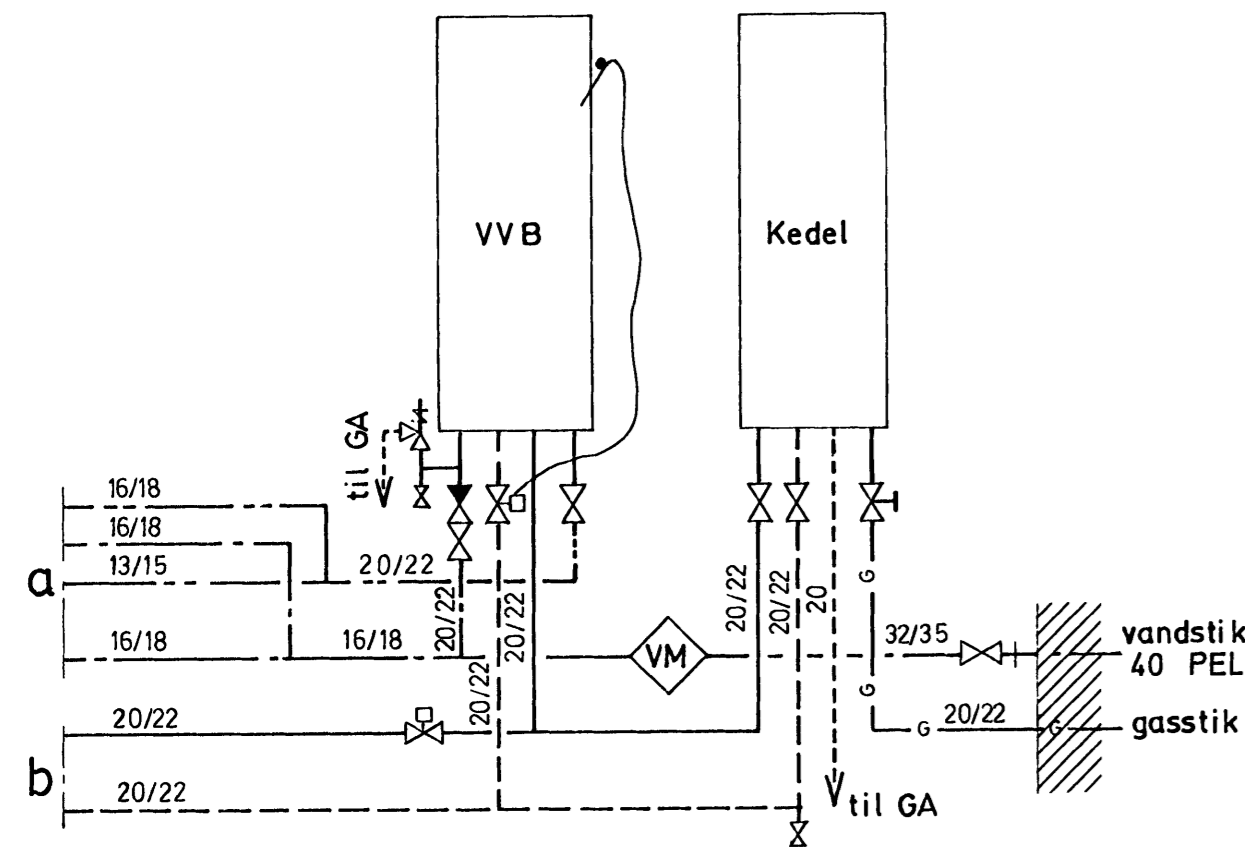 VVB
Kedel
til GA
16/18
16/18
13/15
20/22
a
20/22
20/22
20/22
20/22
20
G
16/18
16/18
VM
32/35
vandstik
40 PEL
20/22
20/22
G
G
20/22
G
gasstik
b
20/22
til GA